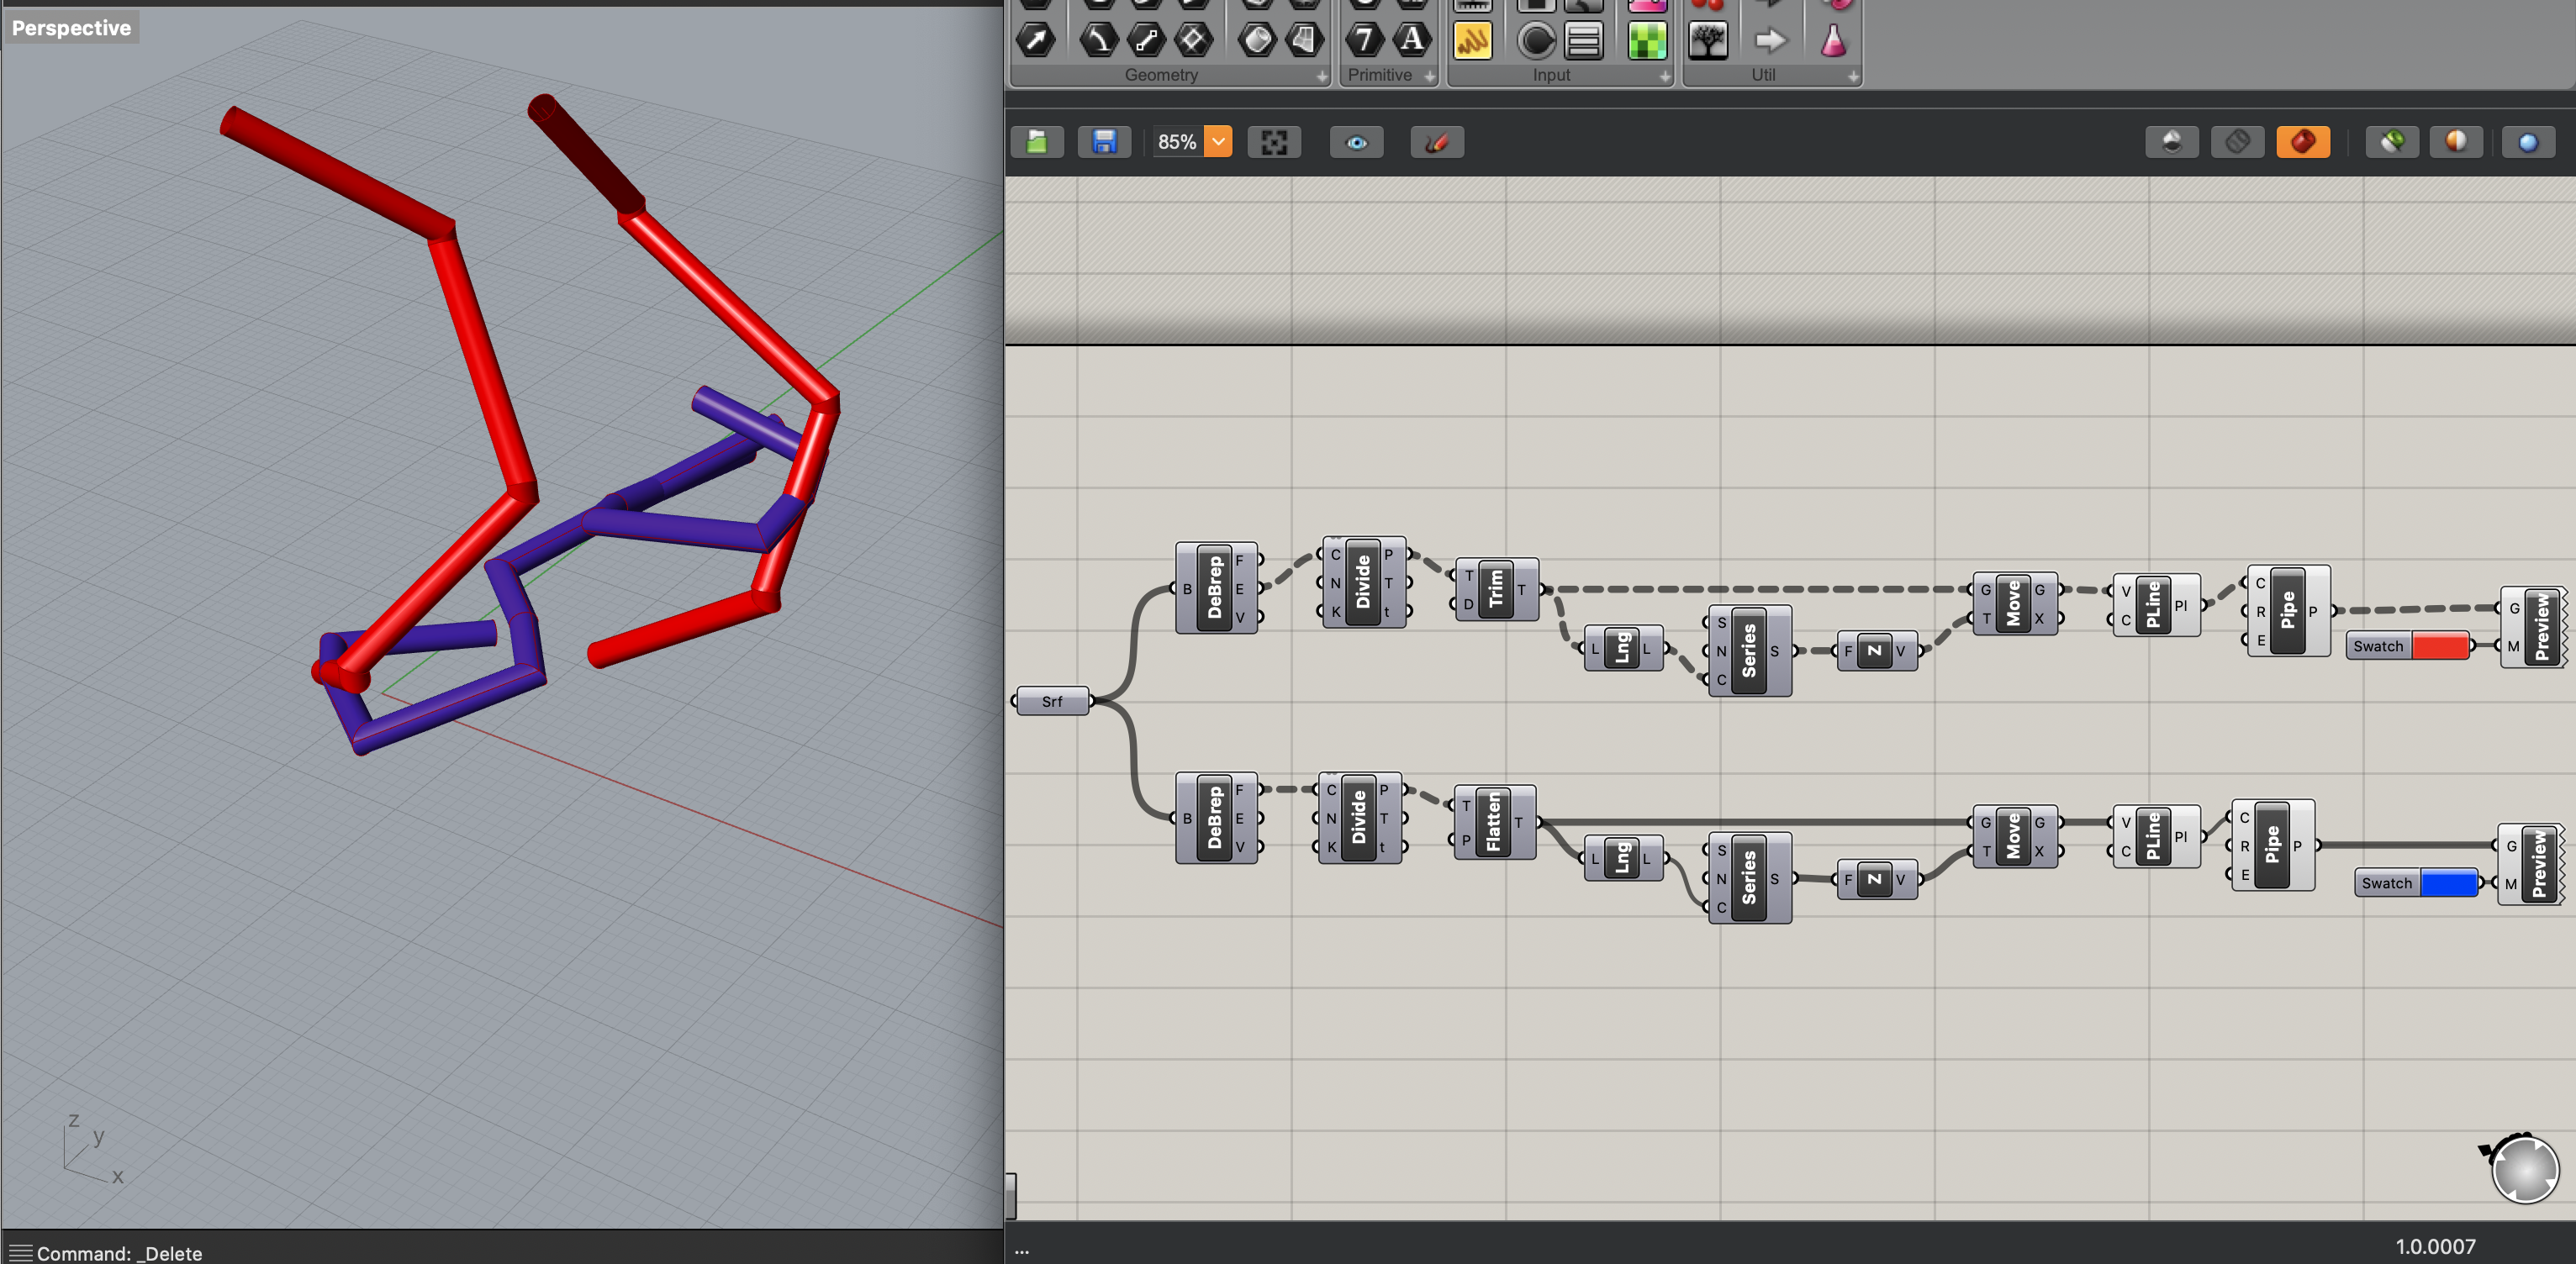 Perspective
z
y
x
Command: _Delete
7 A
Geometry
Primitive
Input
Util
85%
B DeBrep F E V
C N K Divide P T t
T D Trim T
L Lng L
S N C Series S
F Z V
G T Move G X
V C PLine Pl
C R E Pipe P
Swatch
G M Preview
Srf
B DeBrep F E V
C N K Divide P T t
T P Flatten T
L Lng L
S N C Series S
F Z V
G T Move G X
V C PLine Pl
C R E Pipe P
Swatch
G M Preview
...
1.0.0007